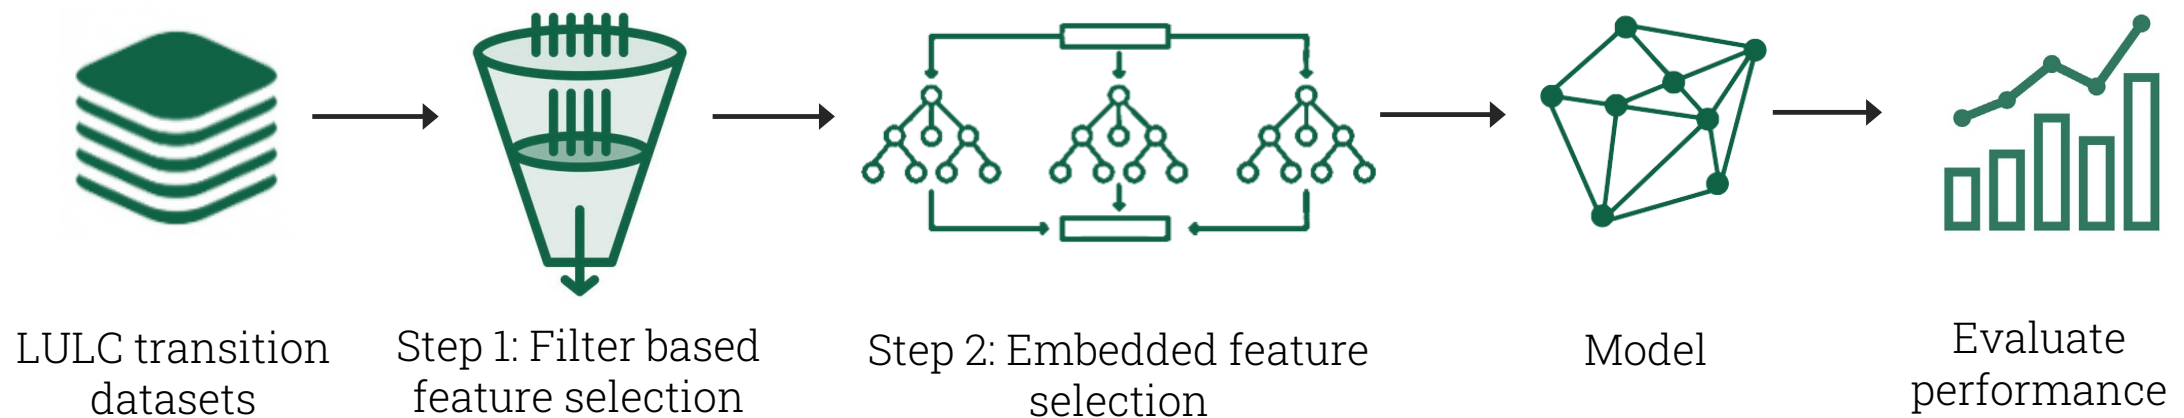 LULC transition
datasets
Step 1: Filter based
feature selection
Step 2: Embedded feature
selection
Model
Evaluate
performance